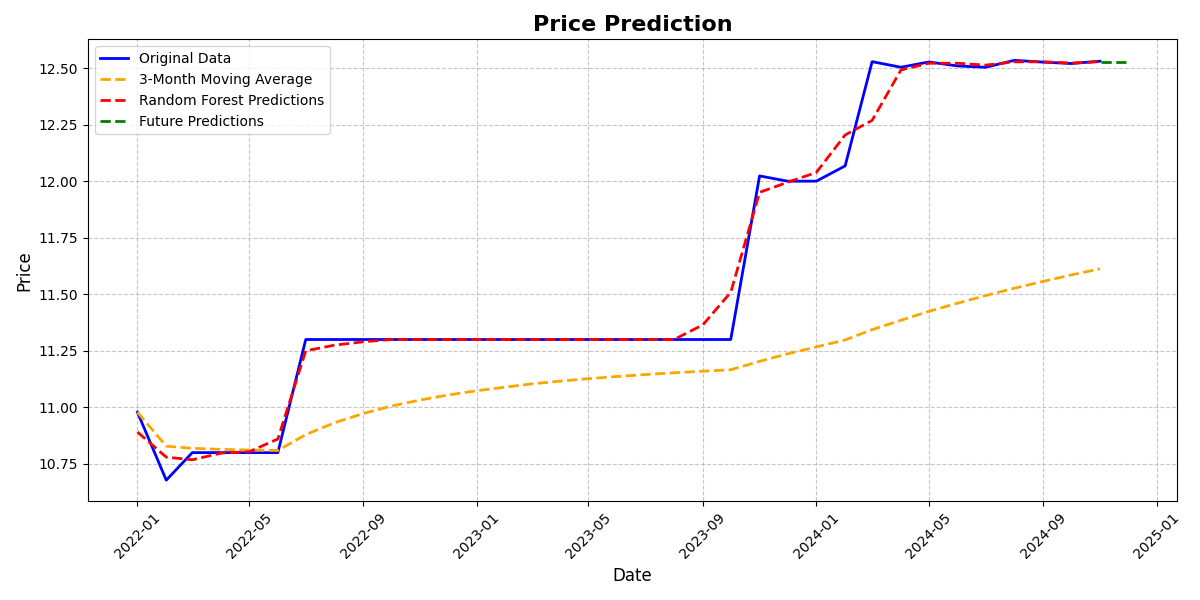 Price Prediction
Original Data
3-Month Moving Average
Random Forest Predictions
Future Predictions
12.50
12.25
12.00
11.75
11.50
11.25
11.00
10.75
Price
2022-01
2022-05
2022-09
2023-01
2023-05
2023-09
2024-01
2024-05
2024-09
2025-01
Date